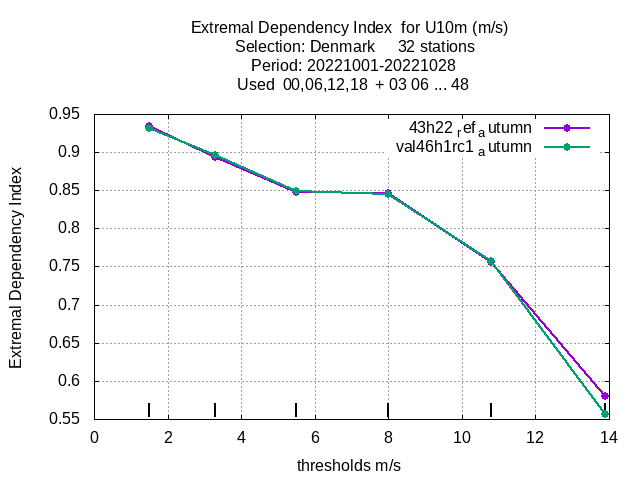 Extremal Dependency Index  for U10m (m/s)
Selection: Denmark     32 stations
Period: 20221001-20221028
Used  00,06,12,18  + 03 06 ... 48
43h22 ref a utumn
val46h1rc1 a utumn
Extremal Dependency Index
0.95
0.9
0.85
0.8
0.75
0.7
0.65
0.6
0.55
0 2 4 6 8 10 12 14
thresholds m/s